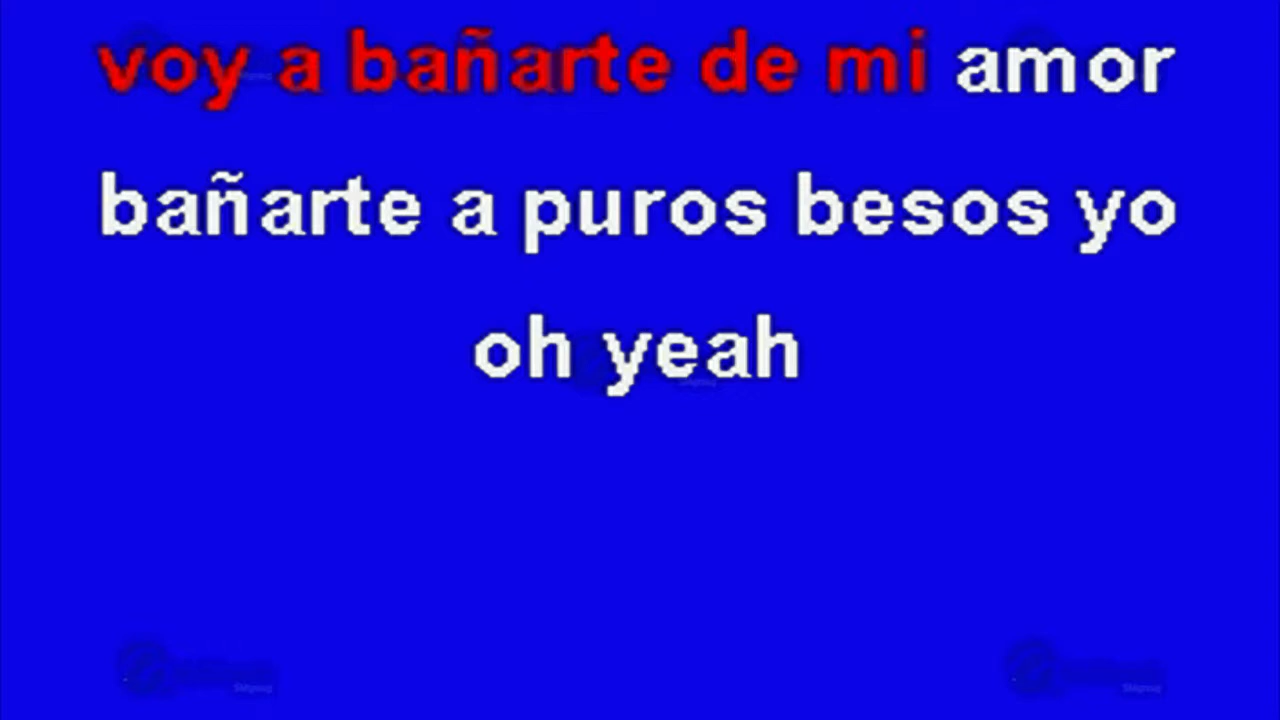 voy a bañarte de mi amor
bañarte a puros besos yo
oh yeah